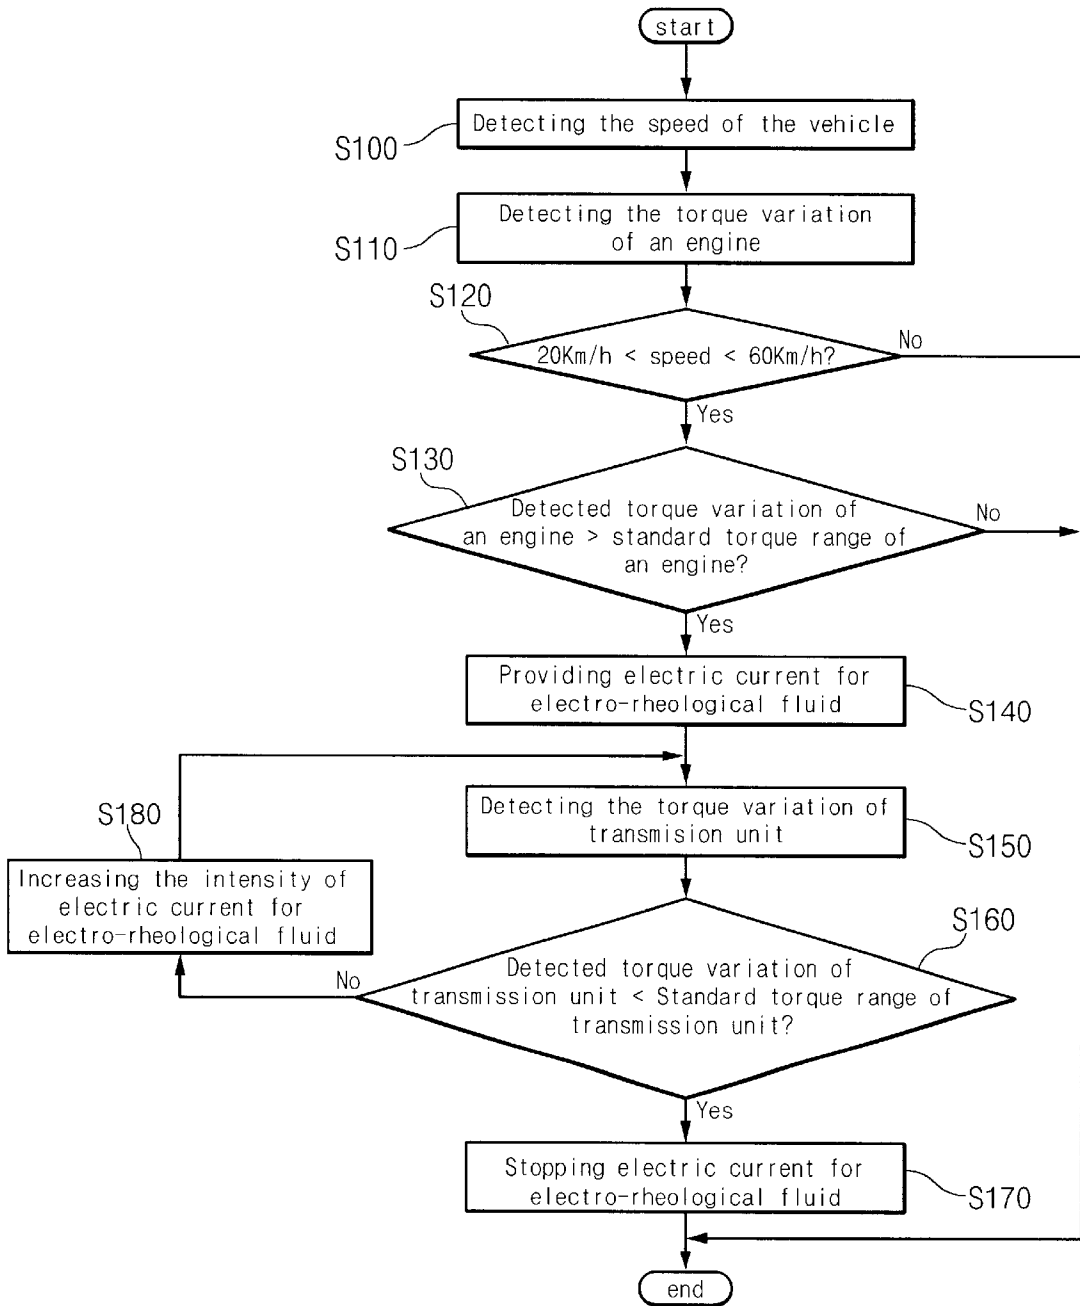 start
Detecting the speed of the vehicle
S100
Detecting the torque variation
of an engine
S110
S120
20Km/h < speed < 60Km/h?
No
Yes
S130
Detected torque variation of
an engine > standard torque range of
an engine?
No
Yes
Providing electric current for
electro-rheological fluid
S140
Detecting the torque variation of
transmision unit
S150
S180
Increasing the intensity of
electric current for
electro-rheological fluid
S160
Detected torque variation of
transmission unit < Standard torque range of
transmission unit?
No
Yes
Stopping electric current for
electro-rheological fluid
S170
end